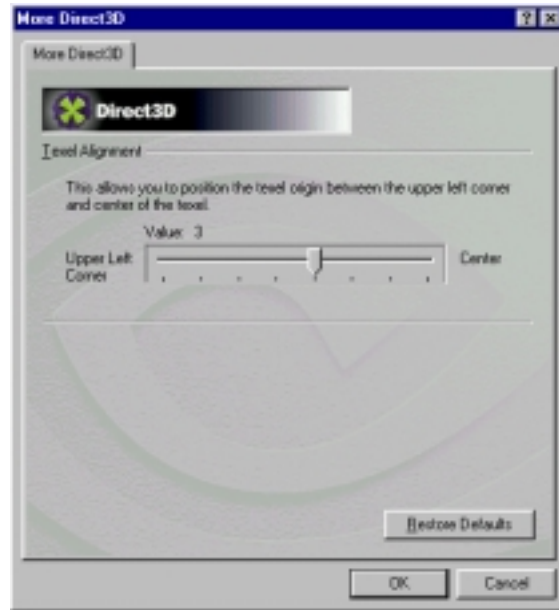 More Direct3D
More Direct3D
Direct3D
Texel Alignment
This allows you to position the texel origin between the upper left corner
and center of the texel.
Value: 3
Upper Left
Corner
Center
Restore Defaults
OK
Cancel